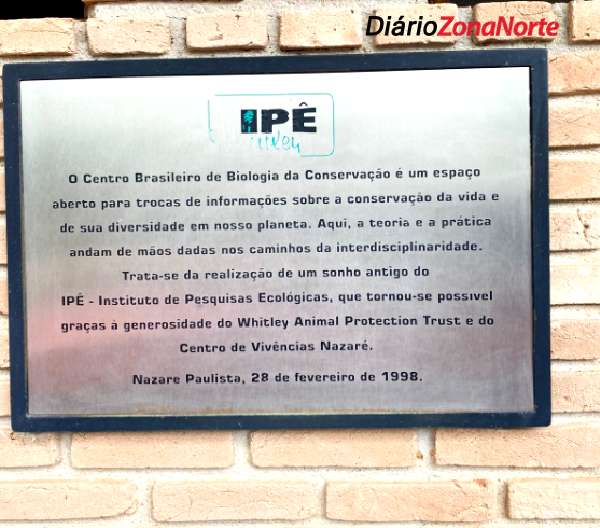 DiárioZonaNorte
IPÊ
O Centro Brasileiro de Biologia da Conservação é um espaço
aberto para trocas de informações sobre a conservação da vida e
de sua diversidade em nosso planeta. Aqui, a teoria e a prática
andam de mãos dadas nos caminhos da interdisciplinaridade.
Trata-se da realização de um sonho antigo do
IPÊ - Instituto de Pesquisas Ecológicas, que tornou-se possível
graças à generosidade do Whitley Animal Protection Trust e do
Centro de Vivências Nazaré.
Nazare Paulista, 28 de fevereiro de 1998.